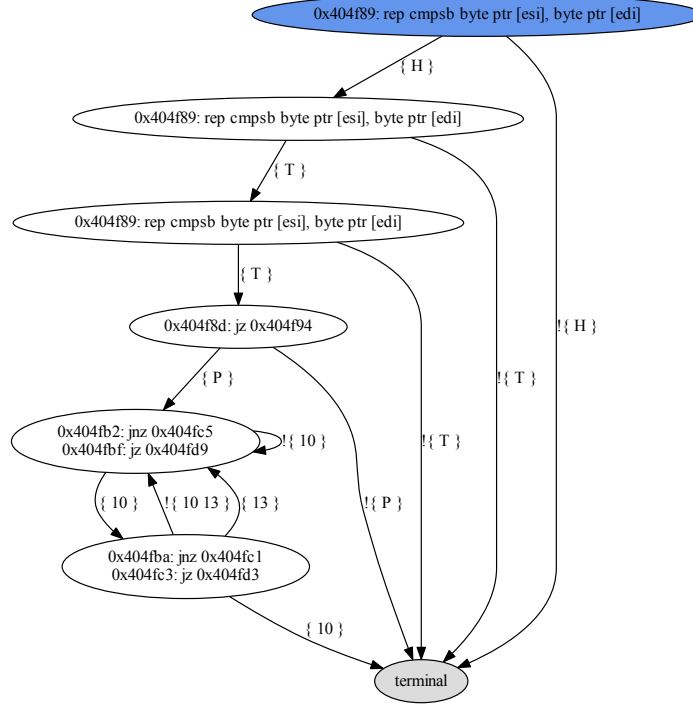 0x404f89: rep cmpsb byte ptr [esi], byte ptr [edi]
{ H }
0x404f89: rep cmpsb byte ptr [esi], byte ptr [edi]
{ T }
0x404f89: rep cmpsb byte ptr [esi], byte ptr [edi]
{ T }
0x404f8d: jz 0x404f94
!{ T }
!{ T }
!{ H }
{ P }
0x404fb2: jnz 0x404fc5
0x404fbf: jz 0x404fd9
!{ 10 }
{ 10 }
!{ 10 13 }
{ 13 }
!{ P }
0x404fba: jnz 0x404fc1
0x404fc3: jz 0x404fd3
{ 10 }
terminal